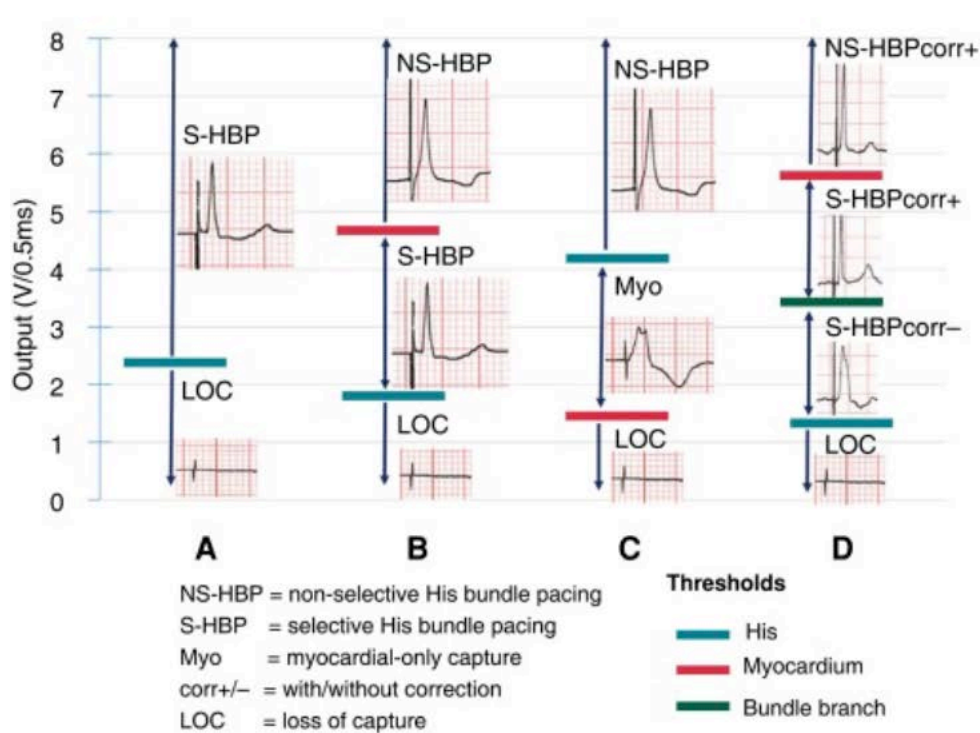 8
NS-HBPcorr+
NS-HBP
NS-HBP
7
S-HBP
6
S-HBPcorr+
5
S-HBP
4
Myo
S-HBPcorr–
3
2
LOC
LOC
LOC
LOC
1
0
Output (V/0.5ms)
A B C D
NS-HBP = non-selective His bundle pacing
S-HBP = selective His bundle pacing
Myo = myocardial-only capture
corr+/– = with/without correction
LOC = loss of capture
Thresholds
His
Myocardium
Bundle branch